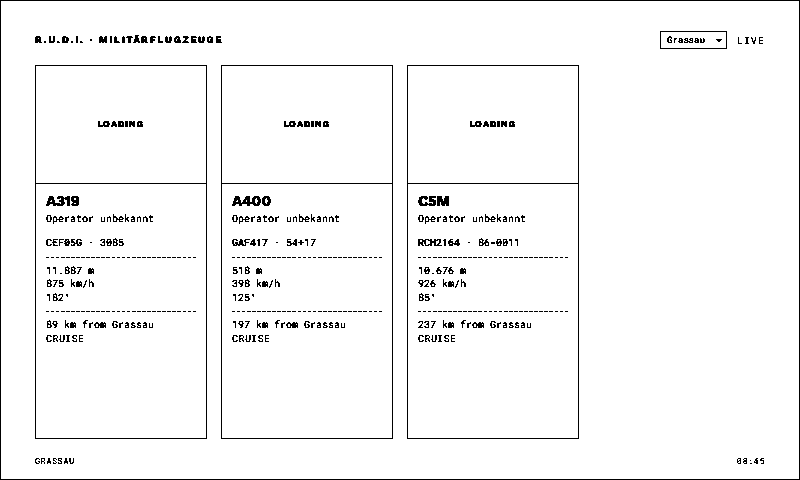 R.U.D.I. · MILITÄRFLUGZEUGE
Grassau
LIVE
LOADING
A319
Operator unbekannt
CEF05G · 3085
11.887 m
875 km/h
182°
89 km from Grassau
CRUISE
LOADING
A400
Operator unbekannt
GAF417 · 54+17
518 m
398 km/h
125°
197 km from Grassau
CRUISE
LOADING
C5M
Operator unbekannt
RCH2164 · 86-0011
10.676 m
926 km/h
85°
237 km from Grassau
CRUISE
GRASSAU
08:45